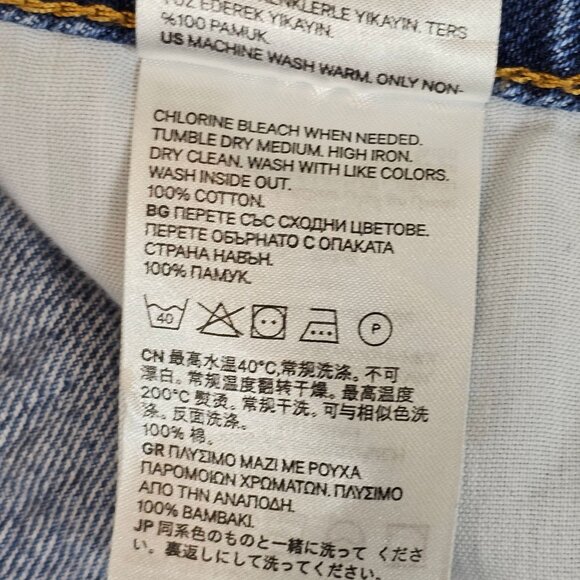 RENKLERLE YIKAYIN. TERS
YÜZ EDEREK YIKAYIN.
%100 PAMUK.
US MACHINE WASH WARM. ONLY NON-
CHLORINE BLEACH WHEN NEEDED.
TUMBLE DRY MEDIUM. HIGH IRON.
DRY CLEAN. WASH WITH LIKE COLORS.
WASH INSIDE OUT.
100% COTTON.
BG ПЕРЕТЕ СЪС СХОДНИ ЦВЕТОВЕ.
ПЕРЕТЕ ОБЪРНАТО С ОПАКАТА
СТРАНА НАВЪН.
100% ПАМУК.
40 P
CN 最高水温40°C,常规洗涤。不可
漂白。常规温度翻转干燥。最高温度
200°C 熨烫。常规干洗。可与相似色洗
涤。反面洗涤。
100% 棉。
GR ΠΛΥΣΙΜΟ ΜΑΖΙ ΜΕ ΡΟΥΧΑ
ΠΑΡΟΜΟΙΩΝ ΧΡΩΜΑΤΩΝ. ΠΛΥΣΙΜΟ
ΑΠΟ ΤΗΝ ΑΝΑΠΟΔΗ.
100% ΒΑΜΒΑΚΙ.
JP 同系色のものと一緒に洗って くださ
い。裏返しにして洗ってください。